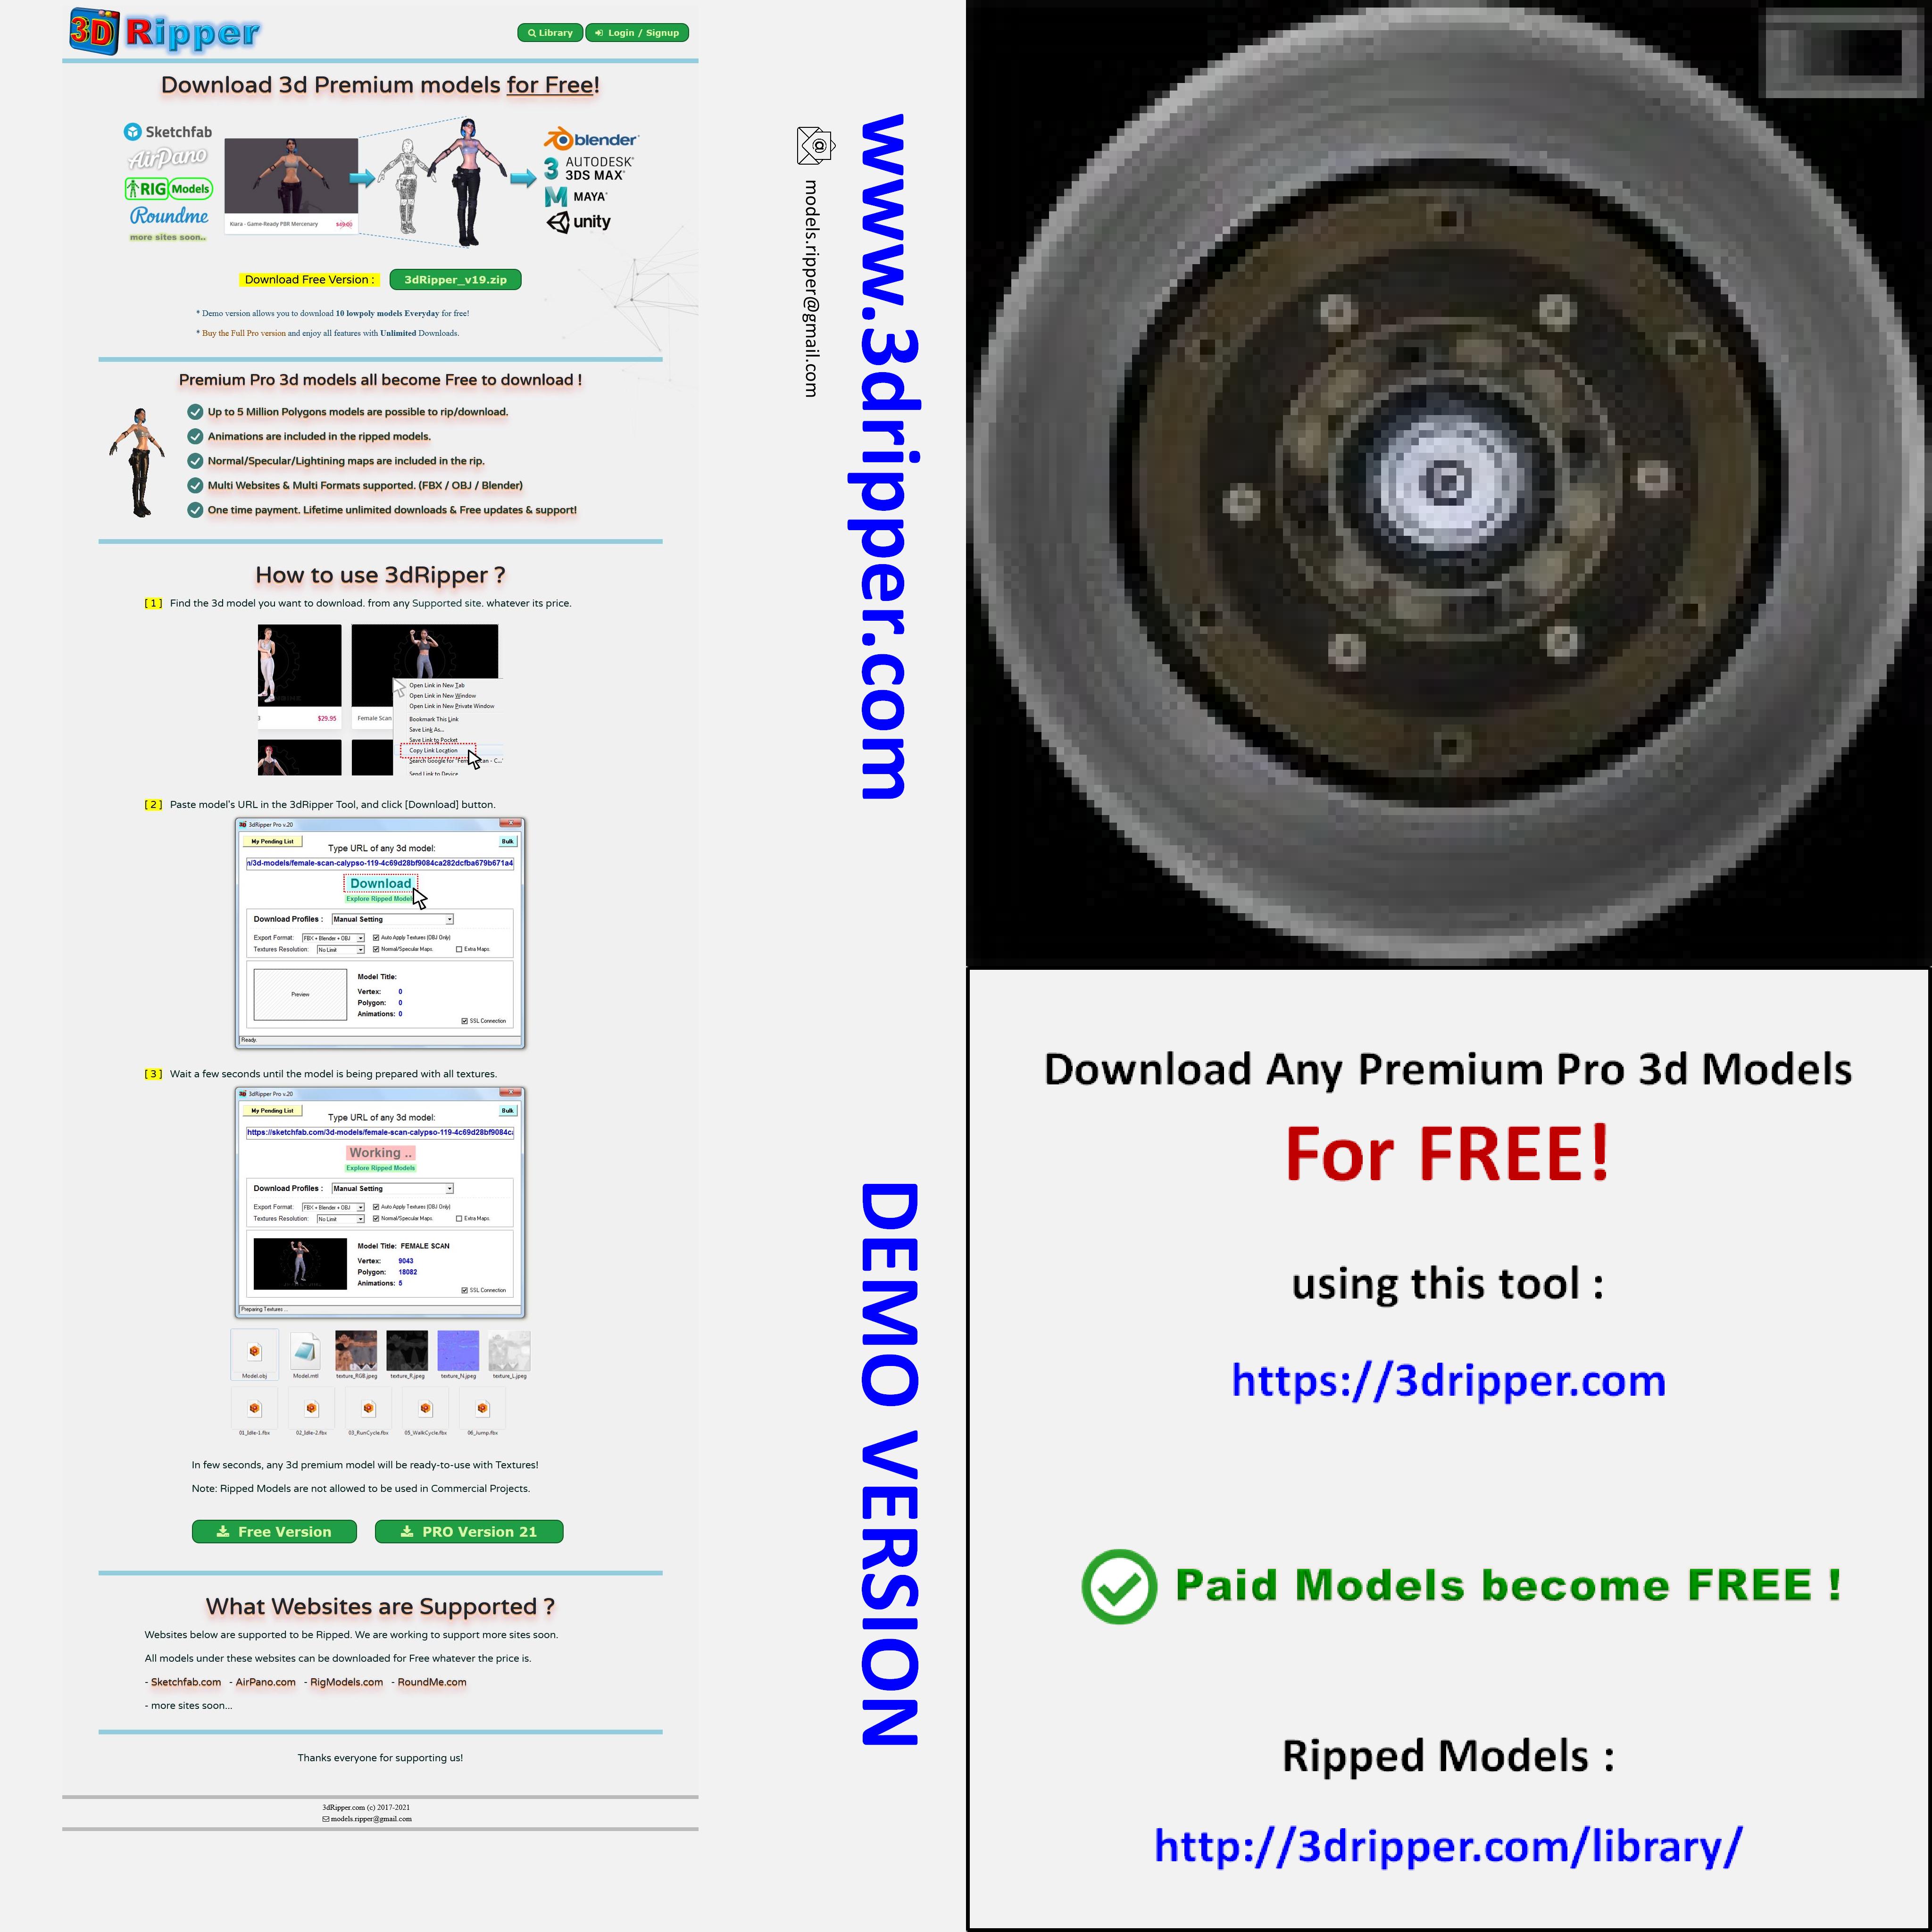 3D Ripper
Library
Login / Signup
Download 3d Premium models for Free!
Sketchfab
AirPano
RIG Models
Roundme
more sites soon..
Kiara - Game-Ready PBR Mercenary
blender
AUTODESK
3DS MAX
MAYA
unity
Download Free Version :
3dRipper_v19.zip
* Demo version allows you to download 10 lowpoly models Everyday for free!
* Buy the Full Pro version and enjoy all features with Unlimited Downloads.
Premium Pro 3d models all become Free to download !
Up to 5 Million Polygons models are possible to rip/download.
Animations are included in the ripped models.
Normal/Specular/Lightining maps are included in the rip.
Multi Websites & Multi Formats supported. (FBX / OBJ / Blender)
One time payment. Lifetime unlimited downloads & Free updates & support!
How to use 3dRipper ?
[ 1 ] Find the 3d model you want to download. from any Supported site. whatever its price.
$29.95
Female Scan
Open Link in New Tab
Open Link in New Window
Open Link in New Private Window
Bookmark This Link
Save Link As...
Save Link to Pocket
Copy Link Location
Search Google for "Fem
can - C..."
Send Link to Device
[ 2 ] Paste model's URL in the 3dRipper Tool, and click [Download] button.
3dRipper Pro v.20
My Pending List
Bulk
Type URL of any 3d model:
n/3d-models/female-scan-calypso-119-4c69d28bf9084ca282dcfba679b671a4
Download
Explore Ripped Models
Download Profiles : Manual Setting
Export Format: FBX + Blender + OBJ Auto Apply Textures (OBJ Only)
Textures Resolution: No Limit Normal/Specular Maps. Extra Maps.
Preview
Model Title:
Vertex: 0
Polygon: 0
Animations: 0
SSL Connection
Ready.
[ 3 ] Wait a few seconds until the model is being prepared with all textures.
3dRipper Pro v.20
My Pending List
Bulk
Type URL of any 3d model:
https://sketchfab.com/3d-models/female-scan-calypso-119-4c69d28bf9084c
Working ..
Explore Ripped Models
Download Profiles : Manual Setting
Export Format: FBX + Blender + OBJ Auto Apply Textures (OBJ Only)
Textures Resolution: No Limit Normal/Specular Maps. Extra Maps.
Model Title: FEMALE SCAN
Vertex: 9043
Polygon: 18082
Animations: 5
SSL Connection
Preparing Textures ...
Model.obj Model.mtl texture_RGB.jpeg texture_R.jpeg texture_N.jpeg texture_L.jpeg
01_Idle-1.fbx 02_Idle-2.fbx 03_RunCycle.fbx 05_WalkCycle.fbx 06_Jump.fbx
In few seconds, any 3d premium model will be ready-to-use with Textures!
Note: Ripped Models are not allowed to be used in Commercial Projects.
Free Version
PRO Version 21
What Websites are Supported ?
Websites below are supported to be Ripped. We are working to support more sites soon.
All models under these websites can be downloaded for Free whatever the price is.
- Sketchfab.com - AirPano.com - RigModels.com - RoundMe.com
- more sites soon...
Thanks everyone for supporting us!
3dRipper.com (c) 2017-2021
models.ripper@gmail.com
models.ripper@gmail.com
www.3dripper.com
DEMO VERSION
Download Any Premium Pro 3d Models
For FREE!
using this tool :
https://3dripper.com
Paid Models become FREE !
Ripped Models :
http://3dripper.com/library/